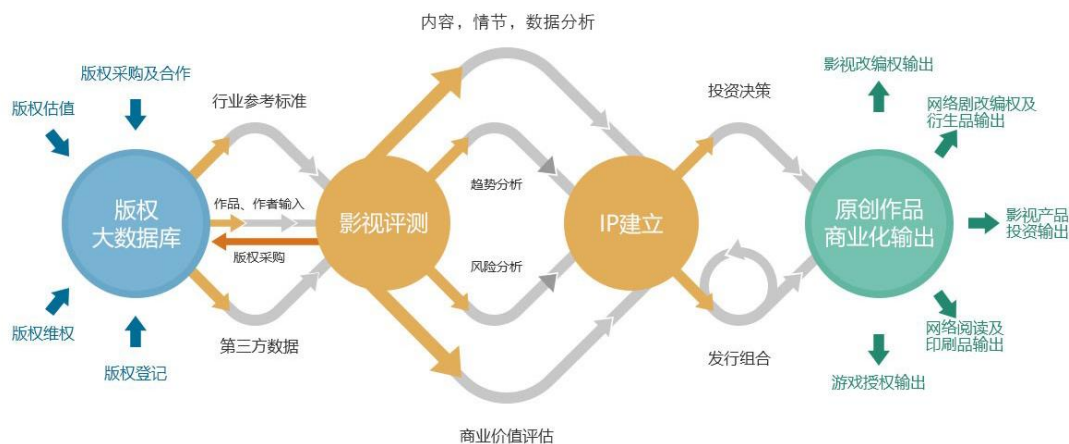 内容，情节，数据分析
版权采购及合作
版权估值
行业参考标准
投资决策
影视改编权输出
网络剧改编权及
衍生品输出
趋势分析
作品、作者输入
版权
大数据库
影视评测
IP建立
原创作品
商业化输出
影视产品
投资输出
版权采购
风险分析
版权维权
版权登记
第三方数据
发行组合
网络阅读及
印刷品输出
游戏授权输出
商业价值评估